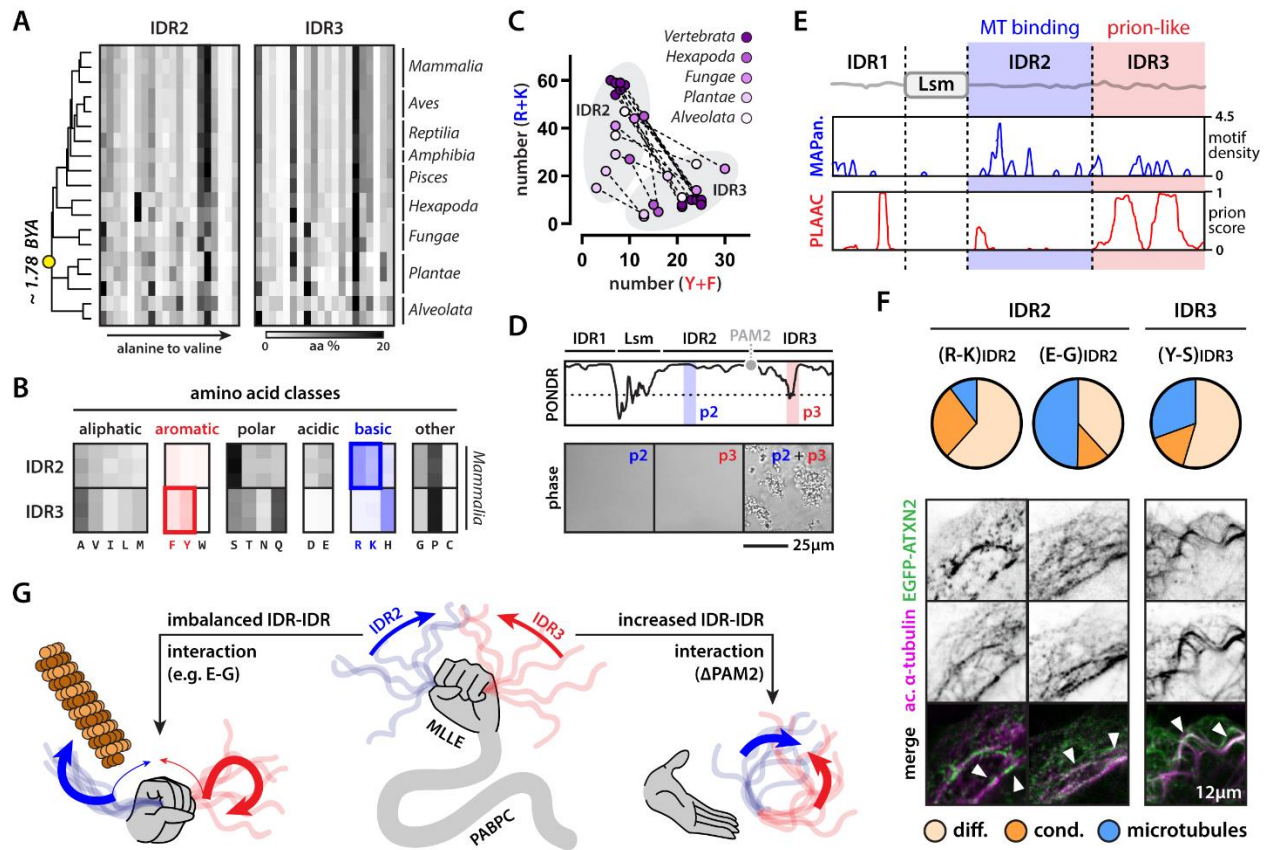 A
IDR2
IDR3
Mammalia
Aves
Reptilia
Amphibia
Pisces
Hexapoda
Fungae
Plantae
Alveolata
~ 1.78 BYA
alanine to valine
0
aa %
20
B
amino acid classes
aliphatic
aromatic
polar
acidic
basic
other
IDR2
IDR3
Mammalia
A V I L M
F Y W
S T N Q
D E
R K H
G P C
C
Vertebrata
Hexapoda
Fungae
Plantae
Alveolata
number (R+K)
60
40
20
0
IDR2
IDR3
0 10 20 30
number (Y+F)
D
IDR1
Lsm
IDR2
PAM2
IDR3
PONDR
p2
p3
phase
p2
p3
p2 + p3
25µm
E
MT binding
prion-like
IDR1
Lsm
IDR2
IDR3
MAPan.
4.5
motif
density
0
PLAAC
1
prion
score
0
F
IDR2
IDR3
(R-K)IDR2
(E-G)IDR2
(Y-S)IDR3
EGFP-ATXN2
ac. α-tubulin
merge
12µm
diff.
cond.
microtubules
G
imbalanced IDR-IDR
interaction
(e.g. E-G)
IDR2
IDR3
MLLE
PABPC
increased IDR-IDR
interaction
(ΔPAM2)